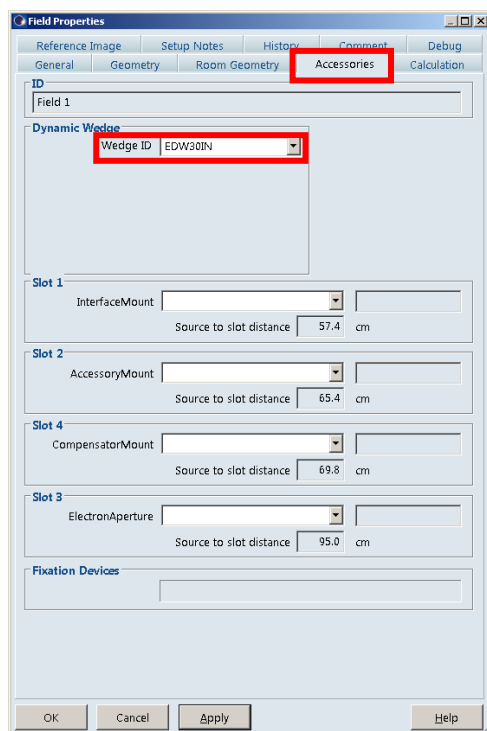 Field Properties
Reference Image Setup Notes History Comment Debug
General Geometry Room Geometry Accessories Calculation
ID
Field 1
Dynamic Wedge
Wedge ID EDW30IN
Slot 1
InterfaceMount
Source to slot distance 57.4 cm
Slot 2
AccessoryMount
Source to slot distance 65.4 cm
Slot 4
CompensatorMount
Source to slot distance 69.8 cm
Slot 3
ElectronAperture
Source to slot distance 95.0 cm
Fixation Devices
OK Cancel Apply Help